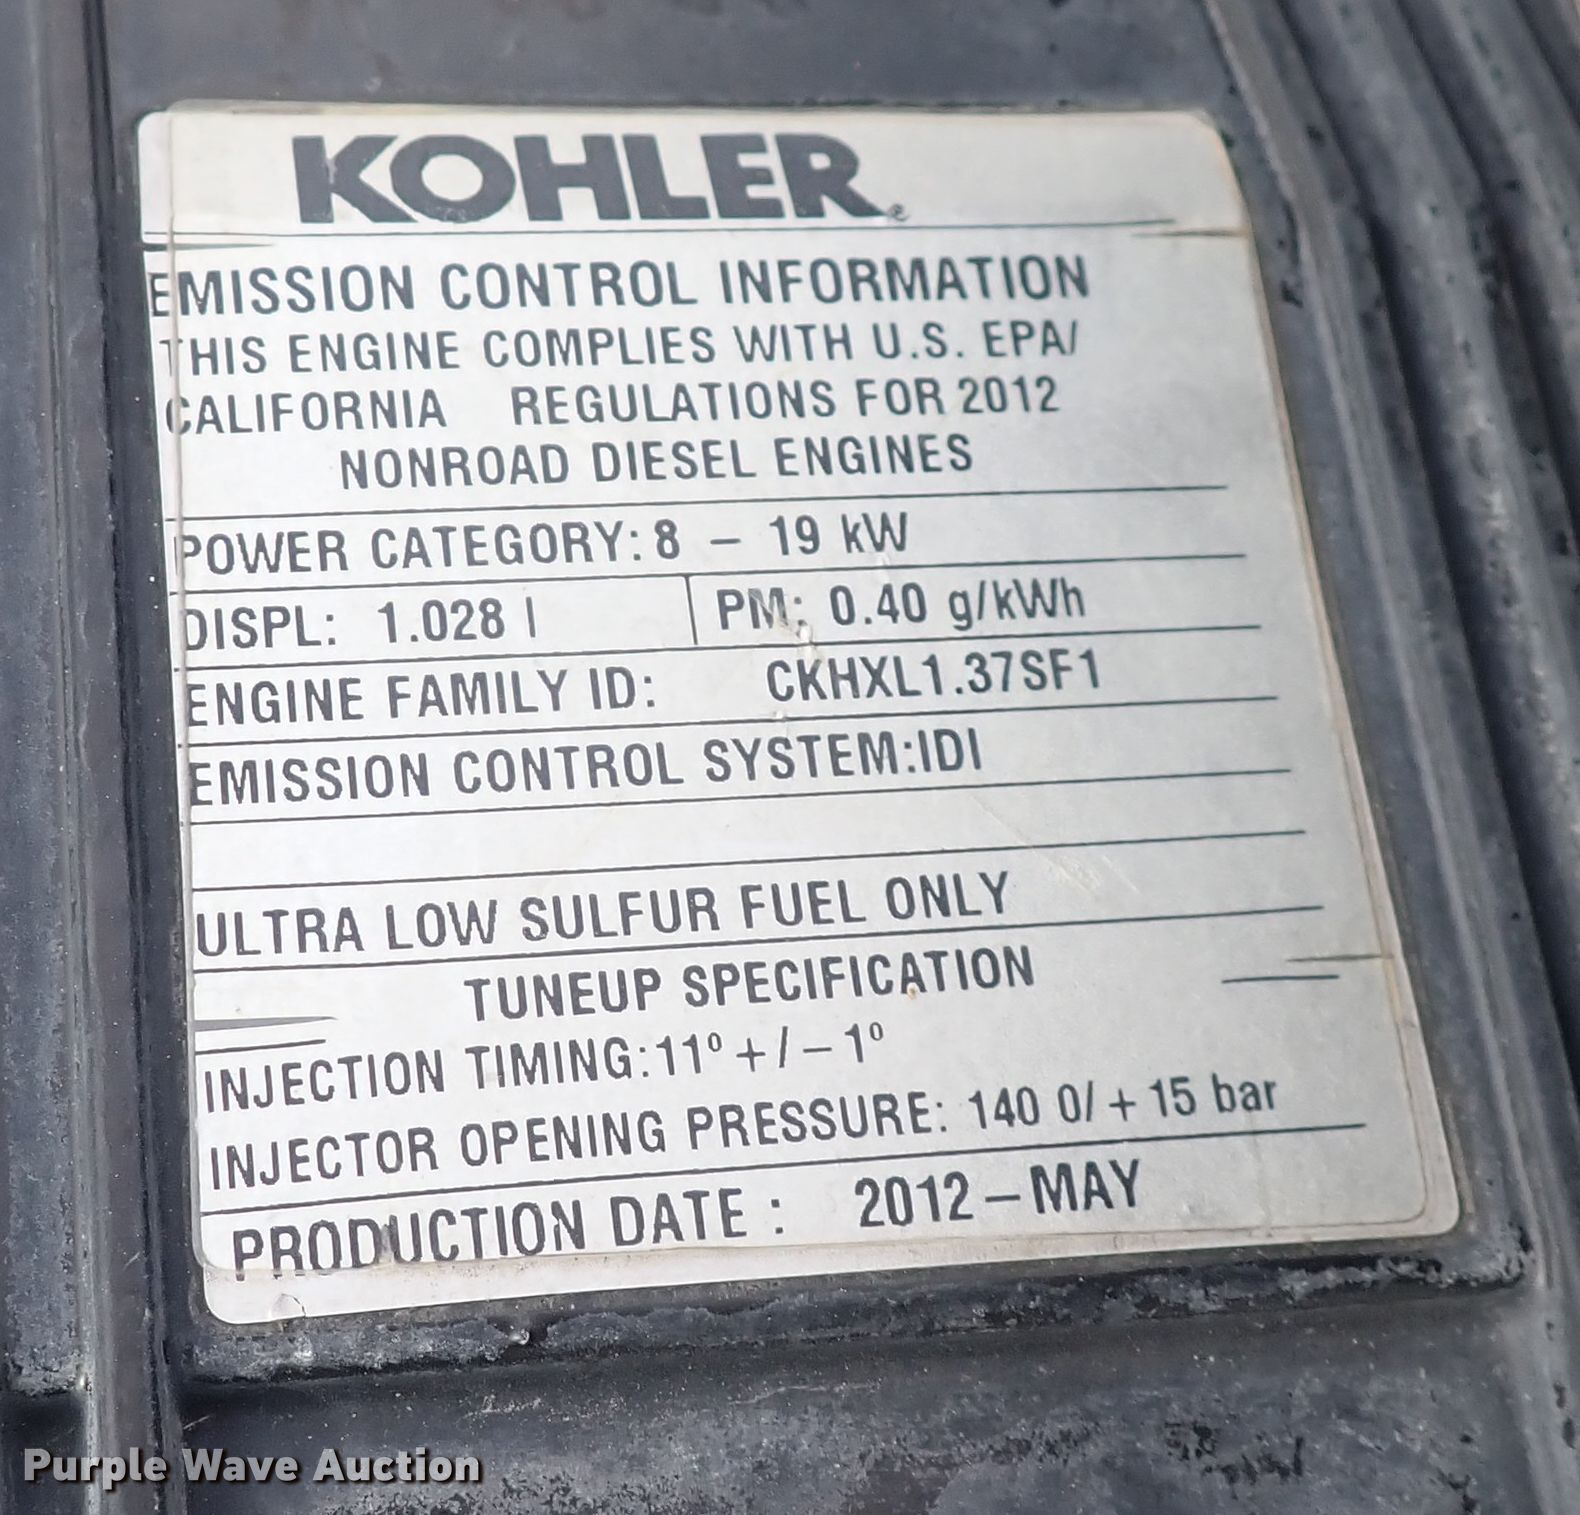 KOHLER®
EMISSION CONTROL INFORMATION
THIS ENGINE COMPLIES WITH U.S. EPA/
CALIFORNIA REGULATIONS FOR 2012
NONROAD DIESEL ENGINES
POWER CATEGORY: 8 – 19 kW
DISPL: 1.028 l PM: 0.40 g/kWh
ENGINE FAMILY ID: CKHXL1.37SF1
EMISSION CONTROL SYSTEM:IDI
ULTRA LOW SULFUR FUEL ONLY
TUNEUP SPECIFICATION
INJECTION TIMING:11º +/–1º
INJECTOR OPENING PRESSURE: 140 0/+15 bar
PRODUCTION DATE : 2012–MAY
Purple Wave Auction